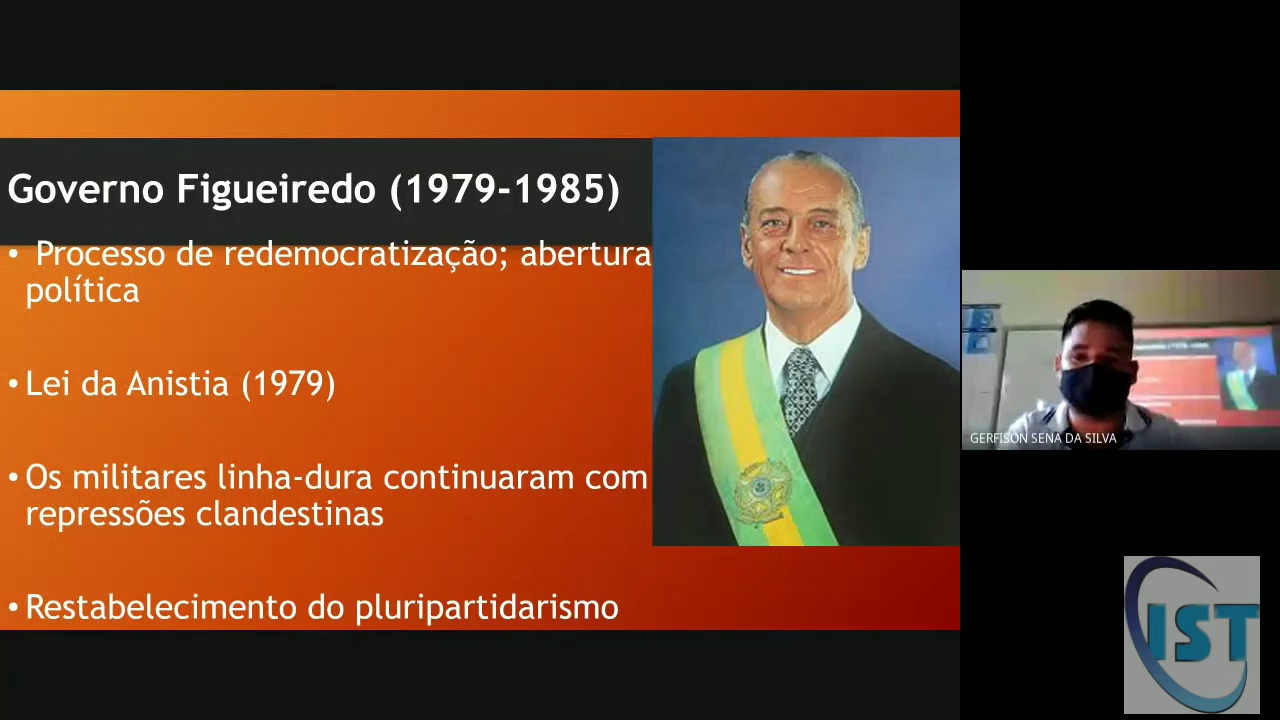 Governo Figueiredo (1979-1985)
• Processo de redemocratização; abertura
política
• Lei da Anistia (1979)
• Os militares linha-dura continuaram com
repressões clandestinas
• Restabelecimento do pluripartidarismo
GERFISON SENA DA SILVA
IST